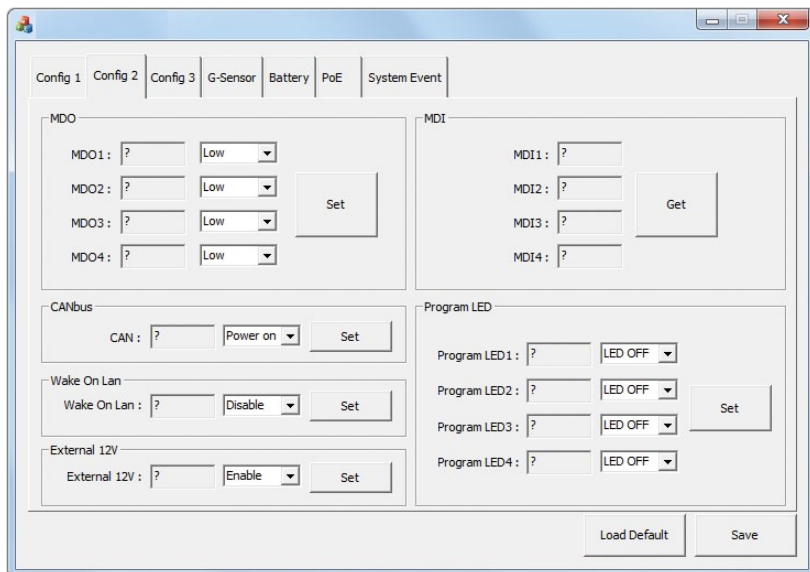 Config 1 Config 2 Config 3 G-Sensor Battery PoE System Event
MDO
MDO1 : ? Low
MDO2 : ? Low
MDO3 : ? Low
MDO4 : ? Low
Set
MDI
MDI1 : ?
MDI2 : ?
MDI3 : ?
MDI4 : ?
Get
CANbus
CAN : ? Power on Set
Wake On Lan
Wake On Lan : ? Disable Set
External 12V
External 12V : ? Enable Set
Program LED
Program LED1 : ? LED OFF
Program LED2 : ? LED OFF
Program LED3 : ? LED OFF
Program LED4 : ? LED OFF
Set
Load Default Save